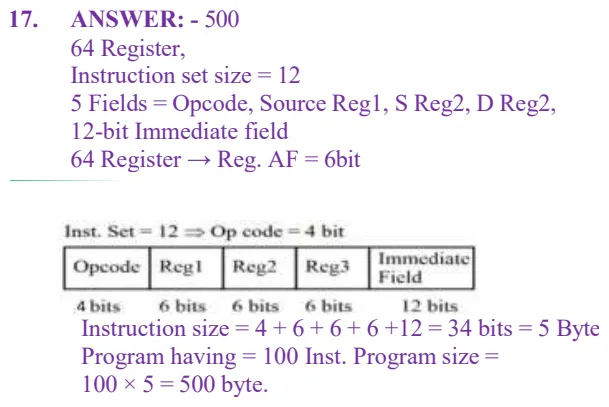 17. ANSWER: - 500
64 Register,
Instruction set size = 12
5 Fields = Opcode, Source Reg1, S Reg2, D Reg2,
12-bit Immediate field
64 Register → Reg. AF = 6bit
Inst. Set = 12 ⇒ Op code = 4 bit
Opcode Reg1 Reg2 Reg3 Immediate Field
4 bits 6 bits 6 bits 6 bits 12 bits
Instruction size = 4 + 6 + 6 + 6 +12 = 34 bits = 5 Byte
Program having = 100 Inst. Program size =
100 × 5 = 500 byte.